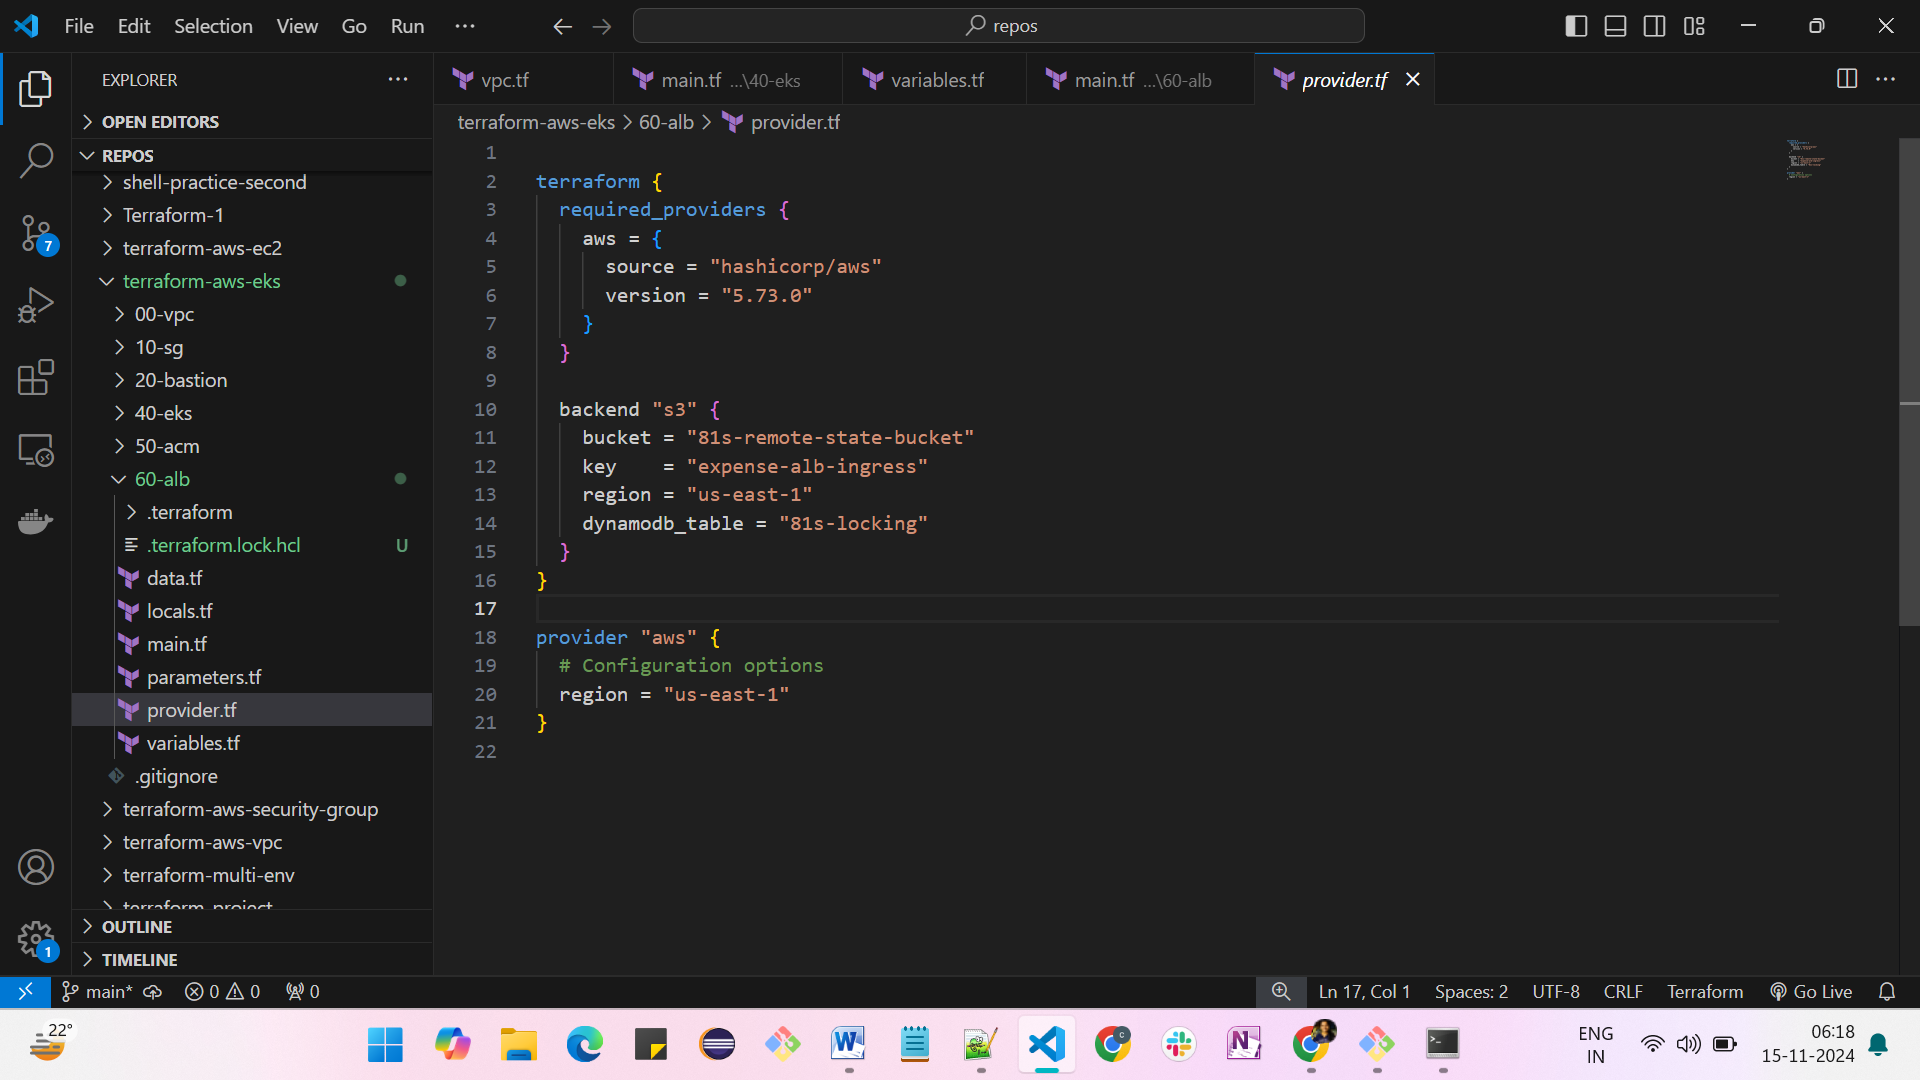 File Edit Selection View Go Run
repos
EXPLORER
OPEN EDITORS
REPOS
shell-practice-second
Terraform-1
terraform-aws-ec2
terraform-aws-eks
00-vpc
10-sg
20-bastion
40-eks
50-acm
60-alb
.terraform
.terraform.lock.hcl U
data.tf
locals.tf
main.tf
parameters.tf
provider.tf
variables.tf
.gitignore
terraform-aws-security-group
terraform-aws-vpc
terraform-multi-env
terraform-project
OUTLINE
TIMELINE
7
1
vpc.tf main.tf ...\40-eks variables.tf main.tf ...\60-alb provider.tf
terraform-aws-eks > 60-alb > provider.tf
1
2 terraform {
3 required_providers {
4 aws = {
5 source = "hashicorp/aws"
6 version = "5.73.0"
7 }
8 }
9
10 backend "s3" {
11 bucket = "81s-remote-state-bucket"
12 key    = "expense-alb-ingress"
13 region = "us-east-1"
14 dynamodb_table = "81s-locking"
15 }
16 }
17
18 provider "aws" {
19 # Configuration options
20 region = "us-east-1"
21 }
22
main* 0 0 0 Ln 17, Col 1 Spaces: 2 UTF-8 CRLF Terraform Go Live
22°
ENG
IN
06:18
15-11-2024